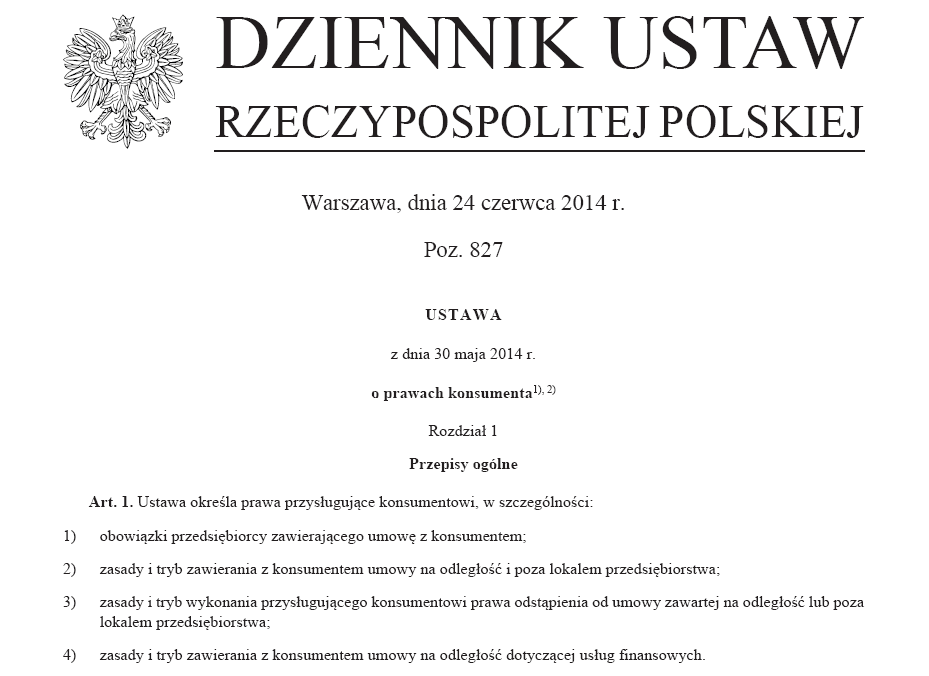 DZIENNIK USTAW
RZECZYPOSPOLITEJ POLSKIEJ
Warszawa, dnia 24 czerwca 2014 r.
Poz. 827
USTAWA
z dnia 30 maja 2014 r.
o prawach konsumenta1), 2)
Rozdział 1
Przepisy ogólne
Art. 1. Ustawa określa prawa przysługujące konsumentowi, w szczególności:
1) obowiązki przedsiębiorcy zawierającego umowę z konsumentem;
2) zasady i tryb zawierania z konsumentem umowy na odległość i poza lokalem przedsiębiorstwa;
3) zasady i tryb wykonania przysługującego konsumentowi prawa odstąpienia od umowy zawartej na odległość lub poza
lokalem przedsiębiorstwa;
4) zasady i tryb zawierania z konsumentem umowy na odległość dotyczącej usług finansowych.